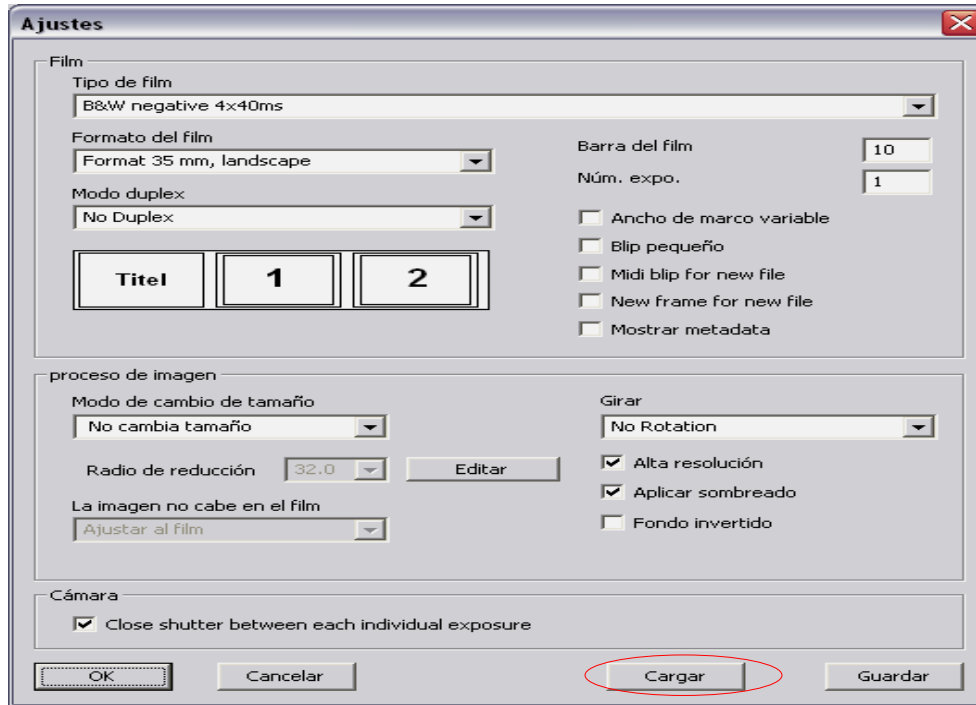 Ajustes
Film
Tipo de film
B&W negative 4x40ms
Formato del film
Format 35 mm, landscape
Modo duplex
No Duplex
Titel 1 2
Barra del film 10
Núm. expo. 1
Ancho de marco variable
Blip pequeño
Midi blip for new file
New frame for new file
Mostrar metadata
proceso de imagen
Modo de cambio de tamaño
No cambia tamaño
Radio de reducción 32.0 Editar
La imagen no cabe en el film
Ajustar al film
Girar
No Rotation
Alta resolución
Aplicar sombreado
Fondo invertido
Cámara
Close shutter between each individual exposure
OK Cancelar Cargar Guardar